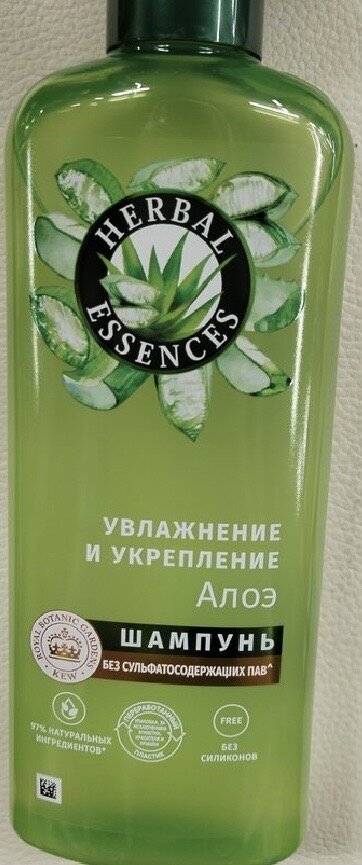 HERBAL
ESSENCES
УВЛАЖНЕНИЕ
И УКРЕПЛЕНИЕ
Алоэ
ШАМПУНЬ
БЕЗ СУЛЬФАТОСОДЕРЖАЩИХ ПАВ^
ROYAL BOTANIC GARDENS
KEW
97% НАТУРАЛЬНЫХ
ИНГРЕДИЕНТОВ*
ПЕРЕРАБОТАННЫЙ
ПЛАСТИК
FREE
БЕЗ
СИЛИКОНОВ